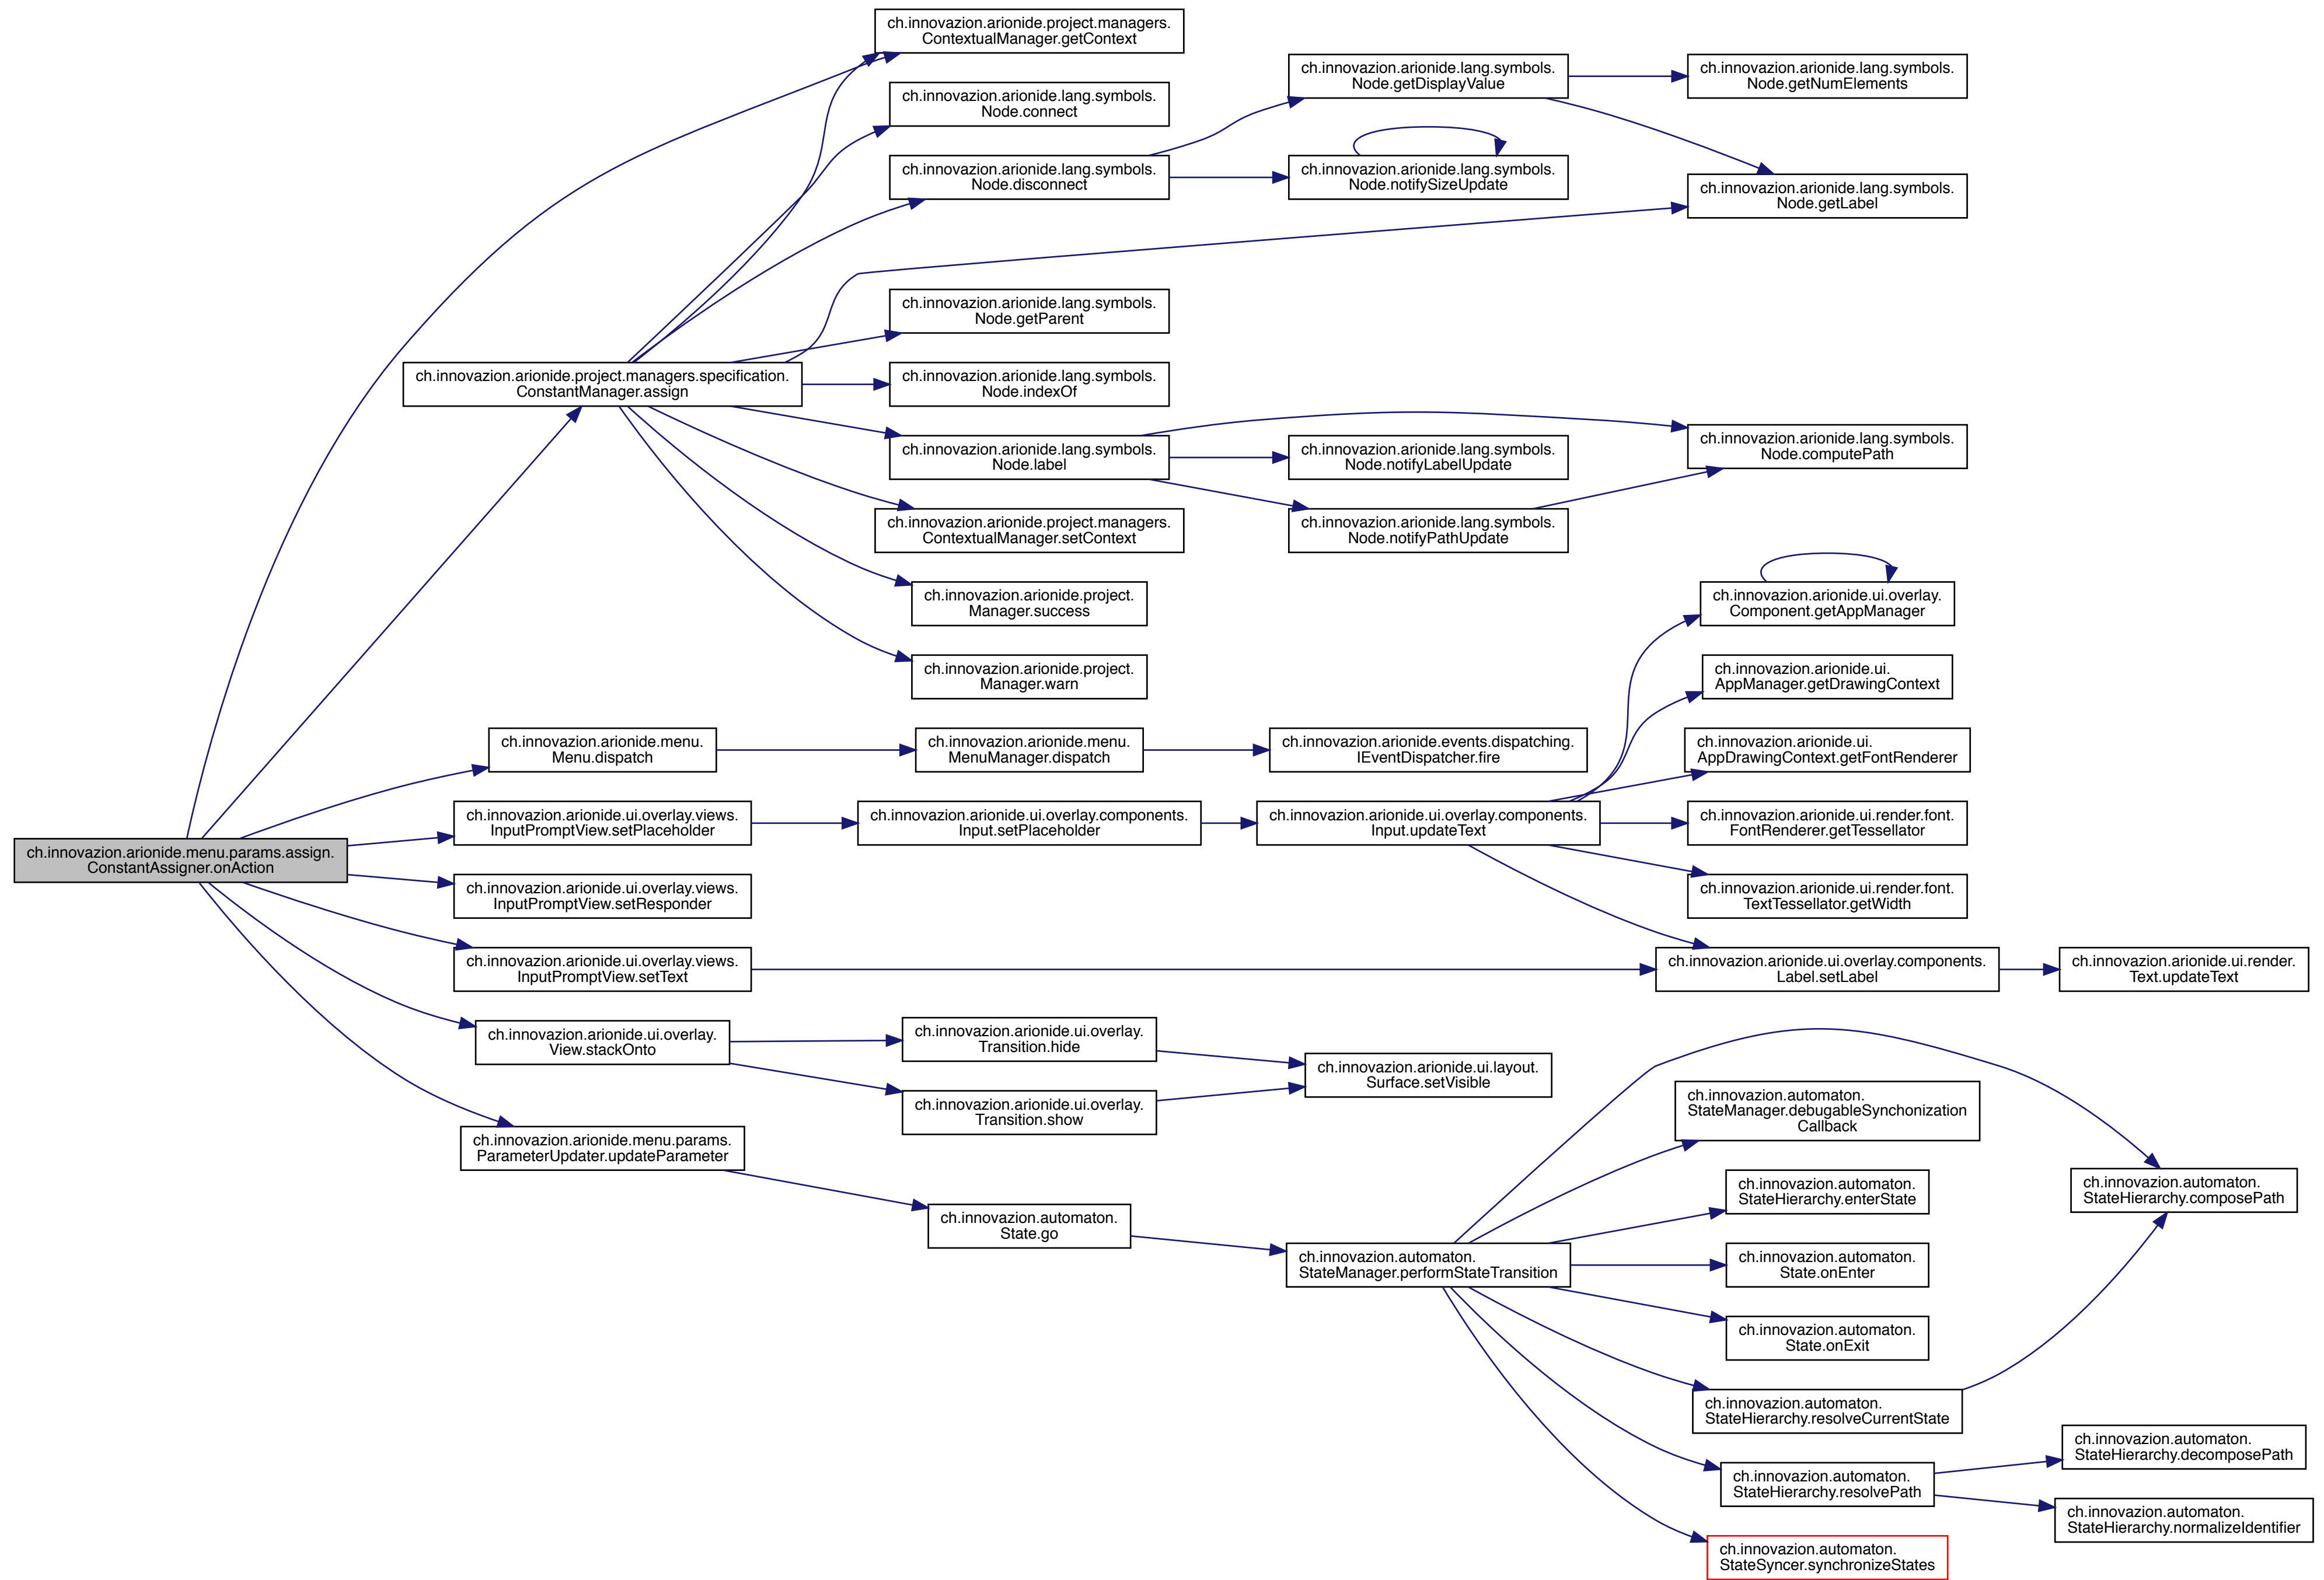 ch.innovazion.arionide.menu.params.assign.
ConstantAssigner.onAction
ch.innovazion.arionide.project.managers.
ContextualManager.getContext
ch.innovazion.arionide.project.managers.specification.
ConstantManager.assign
ch.innovazion.arionide.lang.symbols.
Node.connect
ch.innovazion.arionide.lang.symbols.
Node.disconnect
ch.innovazion.arionide.lang.symbols.
Node.getDisplayValue
ch.innovazion.arionide.lang.symbols.
Node.getNumElements
ch.innovazion.arionide.lang.symbols.
Node.notifySizeUpdate
ch.innovazion.arionide.lang.symbols.
Node.getLabel
ch.innovazion.arionide.lang.symbols.
Node.getParent
ch.innovazion.arionide.lang.symbols.
Node.indexOf
ch.innovazion.arionide.lang.symbols.
Node.label
ch.innovazion.arionide.lang.symbols.
Node.notifyLabelUpdate
ch.innovazion.arionide.lang.symbols.
Node.computePath
ch.innovazion.arionide.lang.symbols.
Node.notifyPathUpdate
ch.innovazion.arionide.project.managers.
ContextualManager.setContext
ch.innovazion.arionide.project.
Manager.success
ch.innovazion.arionide.project.
Manager.warn
ch.innovazion.arionide.menu.
Menu.dispatch
ch.innovazion.arionide.menu.
MenuManager.dispatch
ch.innovazion.arionide.events.dispatching.
IEventDispatcher.fire
ch.innovazion.arionide.ui.overlay.views.
InputPromptView.setPlaceholder
ch.innovazion.arionide.ui.overlay.components.
Input.setPlaceholder
ch.innovazion.arionide.ui.overlay.components.
Input.updateText
ch.innovazion.arionide.ui.overlay.
Component.getAppManager
ch.innovazion.arionide.ui.
AppManager.getDrawingContext
ch.innovazion.arionide.ui.
AppDrawingContext.getFontRenderer
ch.innovazion.arionide.ui.render.font.
FontRenderer.getTessellator
ch.innovazion.arionide.ui.render.font.
TextTessellator.getWidth
ch.innovazion.arionide.ui.overlay.components.
Label.setLabel
ch.innovazion.arionide.ui.render.
Text.updateText
ch.innovazion.arionide.ui.overlay.views.
InputPromptView.setResponder
ch.innovazion.arionide.ui.overlay.views.
InputPromptView.setText
ch.innovazion.arionide.ui.overlay.
View.stackOnto
ch.innovazion.arionide.ui.overlay.
Transition.hide
ch.innovazion.arionide.ui.overlay.
Transition.show
ch.innovazion.arionide.ui.layout.
Surface.setVisible
ch.innovazion.arionide.menu.params.
ParameterUpdater.updateParameter
ch.innovazion.automaton.
State.go
ch.innovazion.automaton.
StateManager.performStateTransition
ch.innovazion.automaton.
StateManager.debugableSynchonization
Callback
ch.innovazion.automaton.
StateHierarchy.enterState
ch.innovazion.automaton.
State.onEnter
ch.innovazion.automaton.
State.onExit
ch.innovazion.automaton.
StateHierarchy.resolveCurrentState
ch.innovazion.automaton.
StateHierarchy.composePath
ch.innovazion.automaton.
StateHierarchy.resolvePath
ch.innovazion.automaton.
StateHierarchy.decomposePath
ch.innovazion.automaton.
StateHierarchy.normalizeIdentifier
ch.innovazion.automaton.
StateSyncer.synchronizeStates